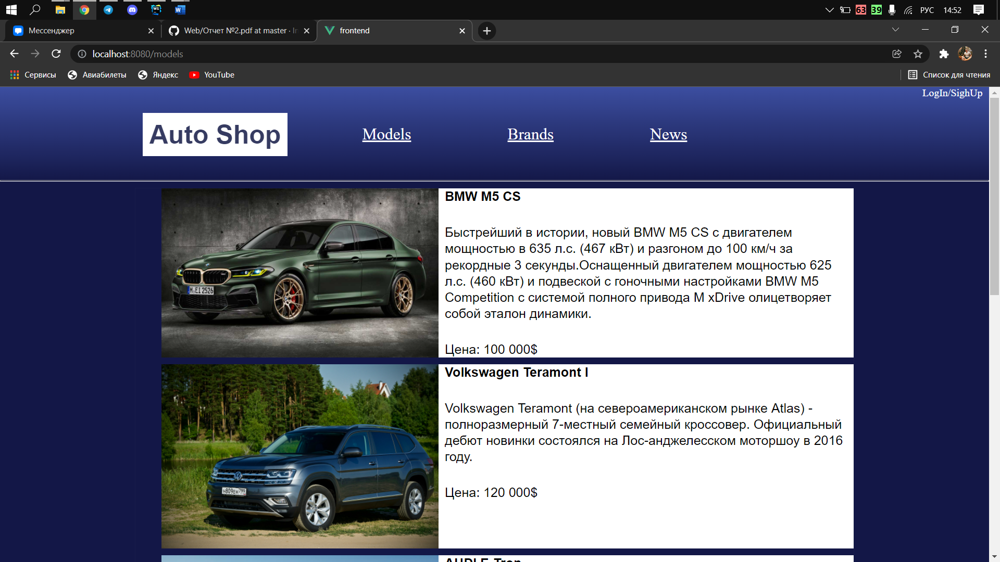 63 39 РУС 14:52
Мессенджер
Web/Отчет №2.pdf at master ·
frontend
localhost:8080/models
Сервисы
Авиабилеты
Яндекс
YouTube
Список для чтения
LogIn/SighUp
Auto Shop
Models
Brands
News
M EI 2526
BMW M5 CS
Быстрейший в истории, новый BMW M5 CS с двигателем
мощностью в 635 л.с. (467 кВт) и разгоном до 100 км/ч за
рекордные 3 секунды.Оснащенный двигателем мощностью 625
л.с. (460 кВт) и подвеской с гоночными настройками BMW M5
Competition с системой полного привода M xDrive олицетворяет
собой эталон динамики.
Цена: 100 000$
Н809ЕН 799
Volkswagen Teramont I
Volkswagen Teramont (на североамериканском рынке Atlas) -
полноразмерный 7-местный семейный кроссовер. Официальный
дебют новинки состоялся на Лос-анджелесском моторшоу в 2016
году.
Цена: 120 000$